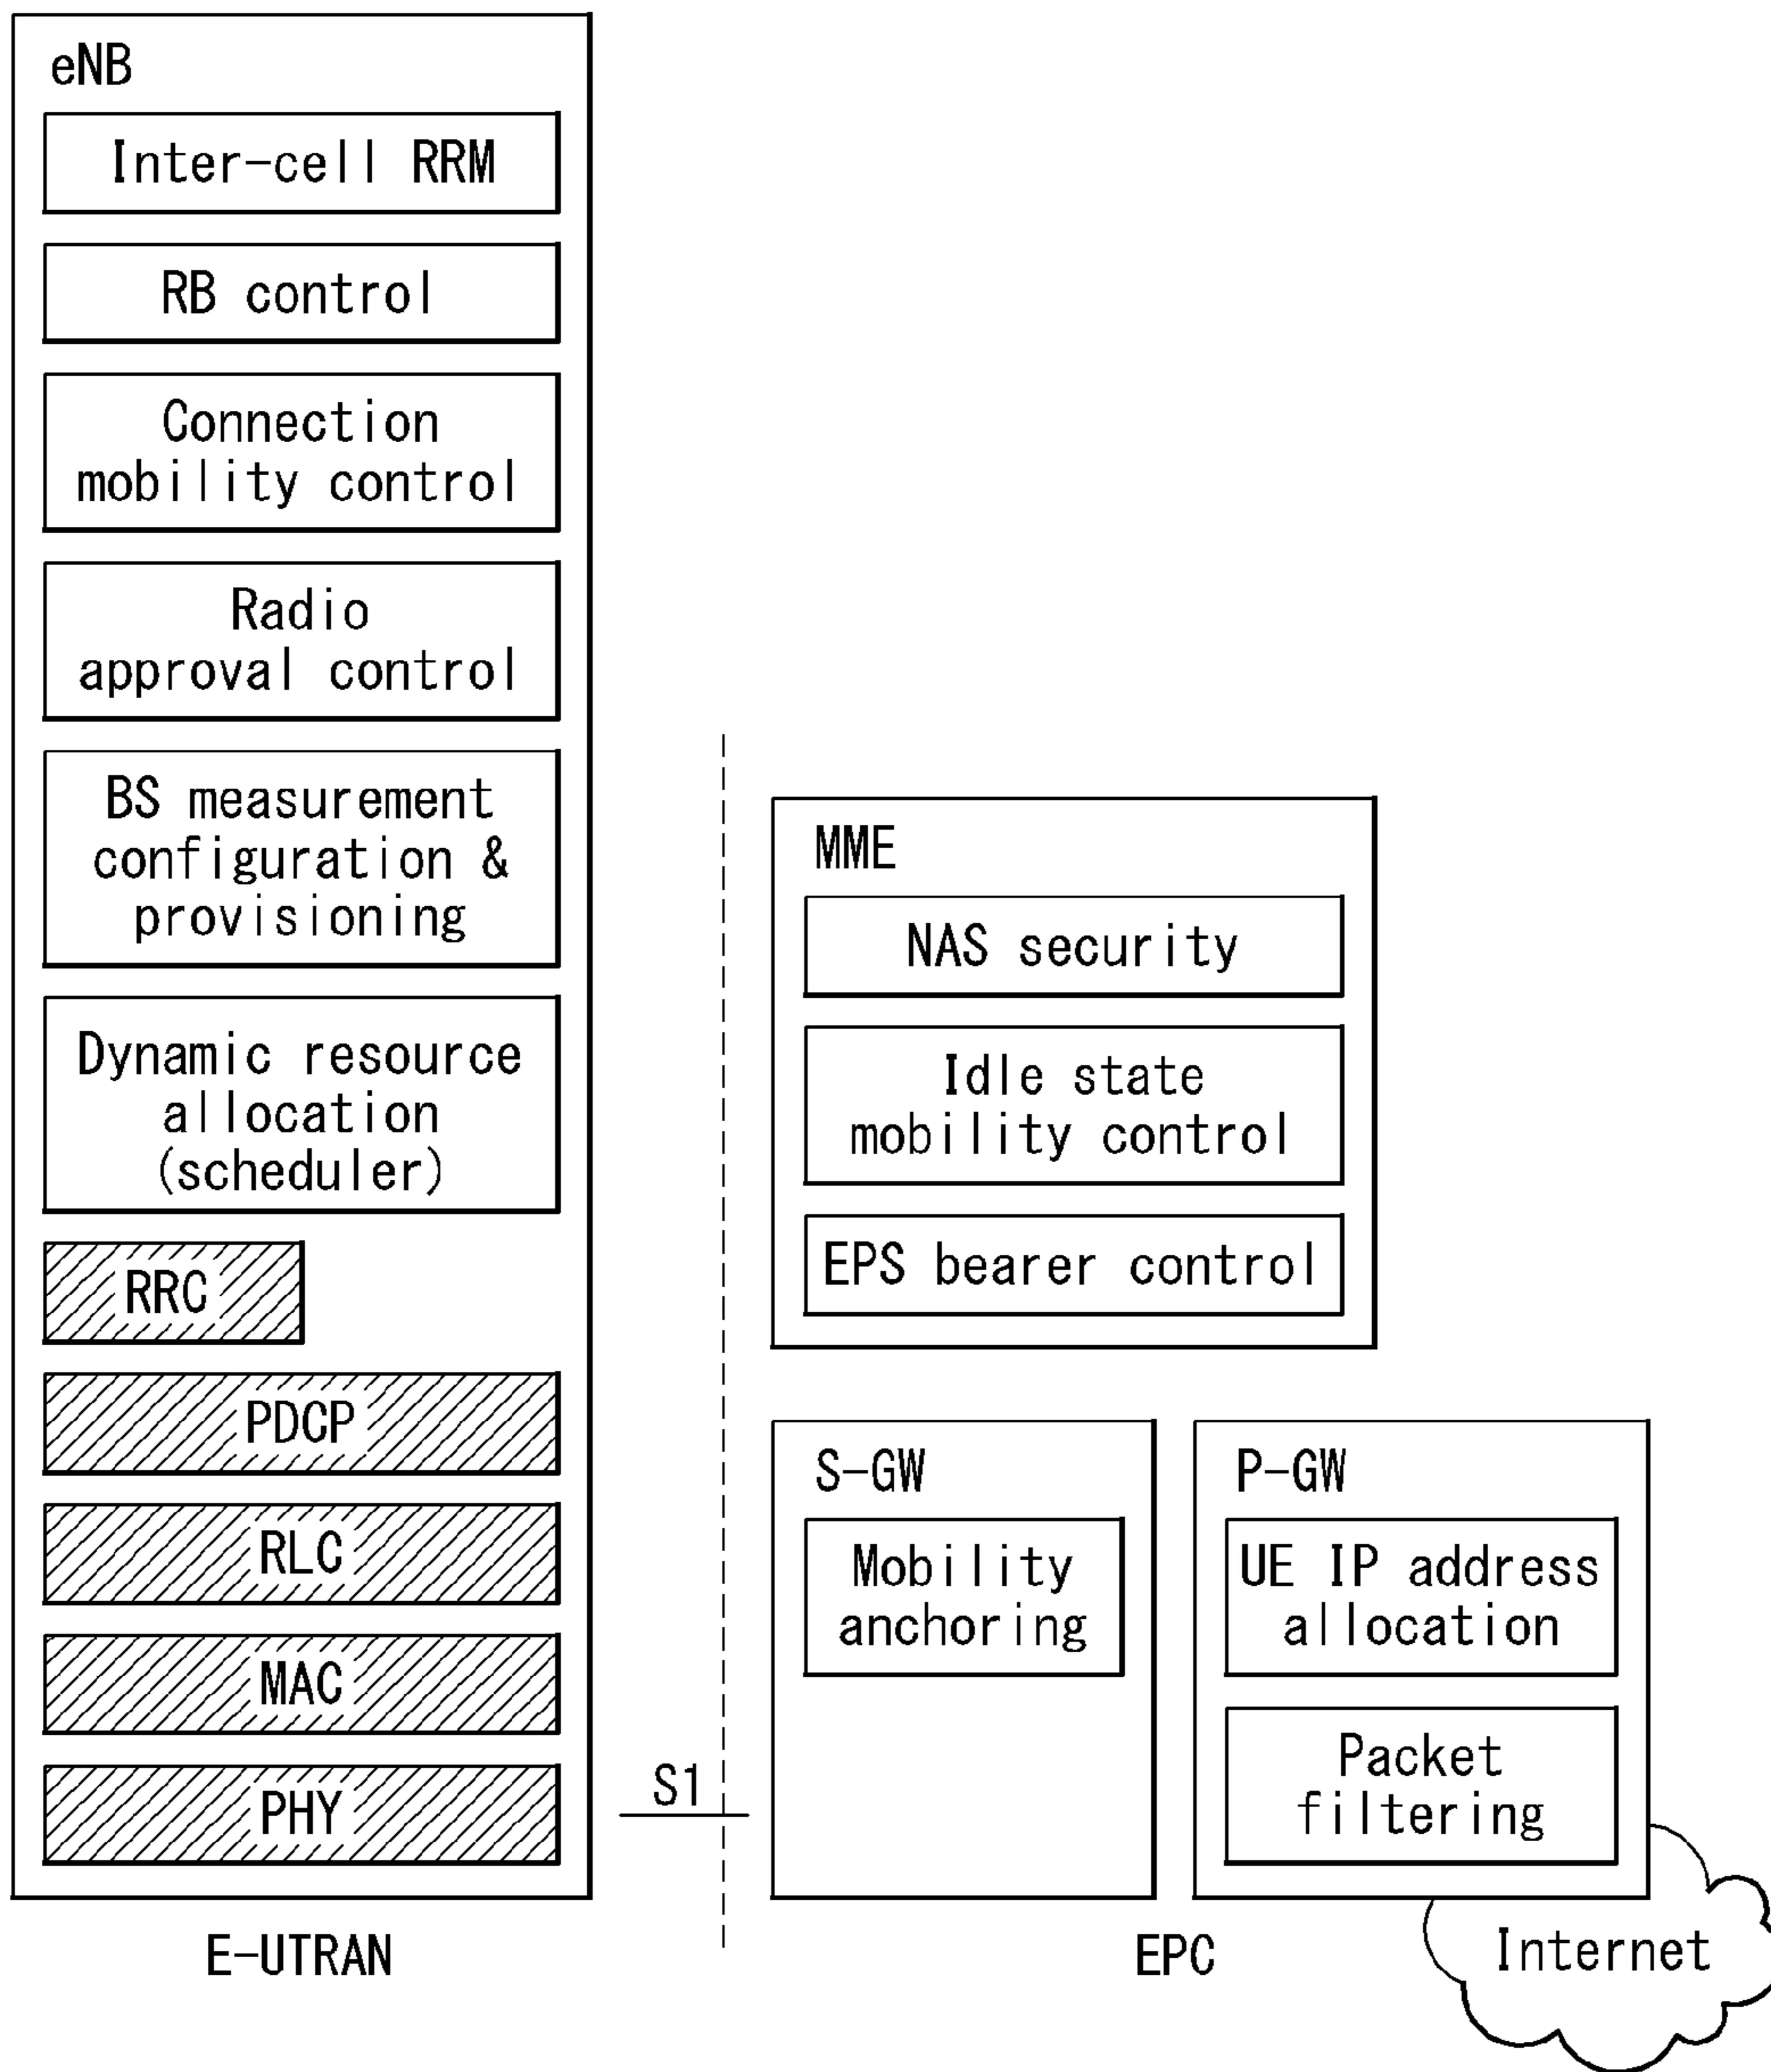 eNB
Inter-cell RRM
RB control
Connection
mobility control
Radio
approval control
BS measurement
configuration &
provisioning
Dynamic resource
allocation
(scheduler)
RRC
PDCP
RLC
MAC
PHY
E-UTRAN
S1
MME
NAS security
Idle state
mobility control
EPS bearer control
S-GW
Mobility
anchoring
P-GW
UE IP address
allocation
Packet
filtering
EPC
Internet